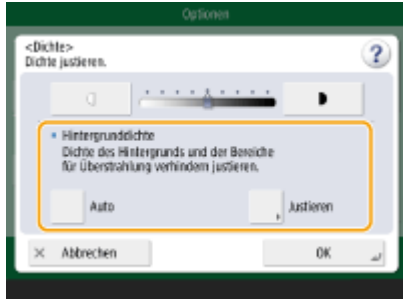 Optionen
<Dichte>
Dichte justieren.
?
Hintergrunddichte
Dichte des Hintergrunds und der Bereiche
für Überstrahlung verhindern justieren.
Auto
Justieren
Abbrechen
OK